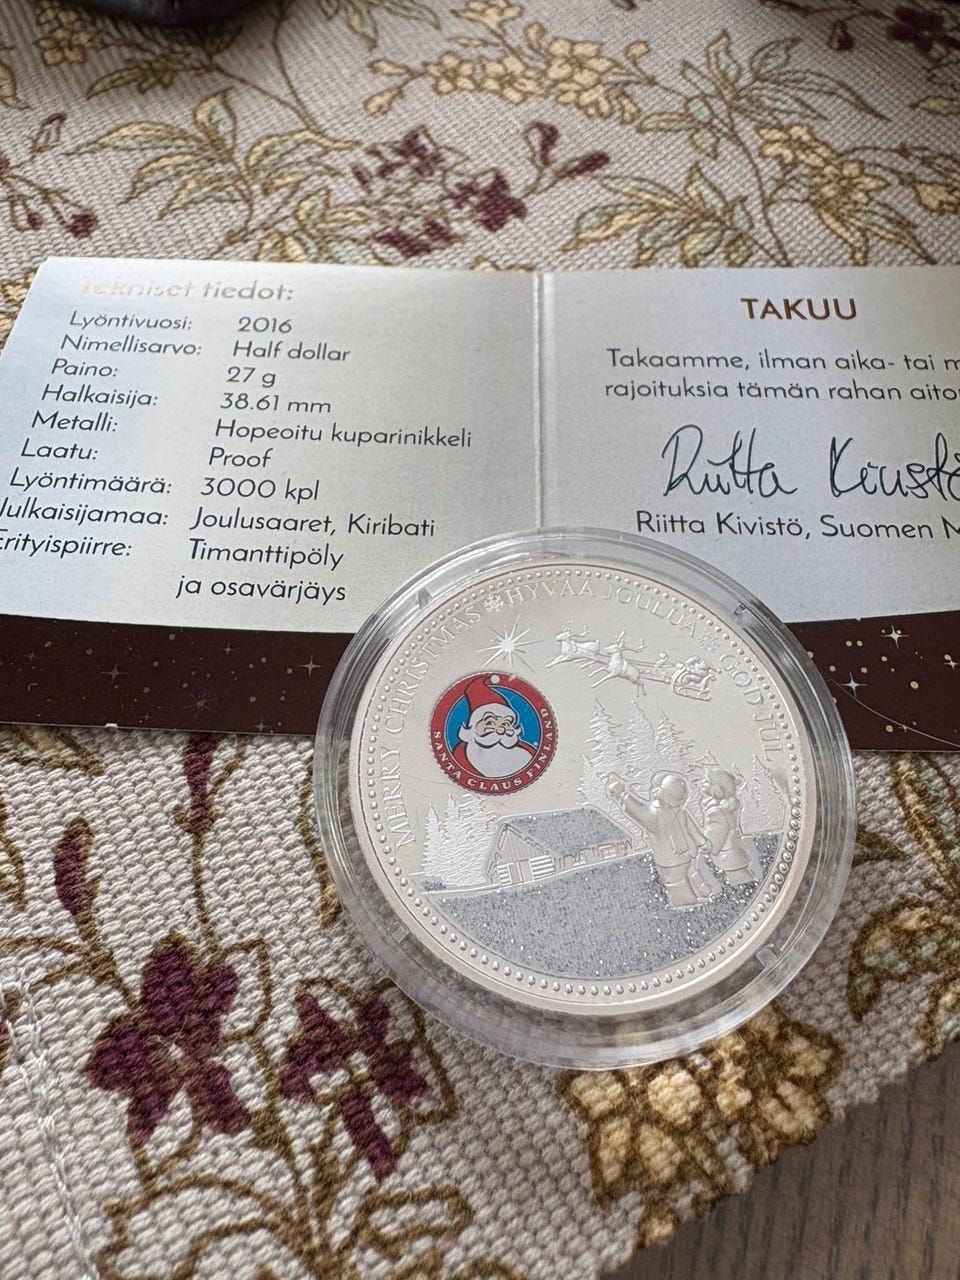 Tekniset tiedot:
Lyöntivuosi: 2016
Nimellisarvo: Half dollar
Paino: 27 g
Halkaisija: 38.61 mm
Metalli: Hopeoitu kuparinikkeli
Laatu: Proof
Lyöntimäärä: 3000 kpl
Julkaisijamaa: Joulusaaret, Kiribati
Erityispiirre: Timanttipöly
ja osavärjäys
TAKUU
Takaamme, ilman aika- tai
rajoituksia tämän rahan
Riitta Kivistö
Riitta Kivistö, Suomen
MERRY CHRISTMAS HYVÄÄ JOULUA GOD JUL
SANTA CLAUS FINLAND